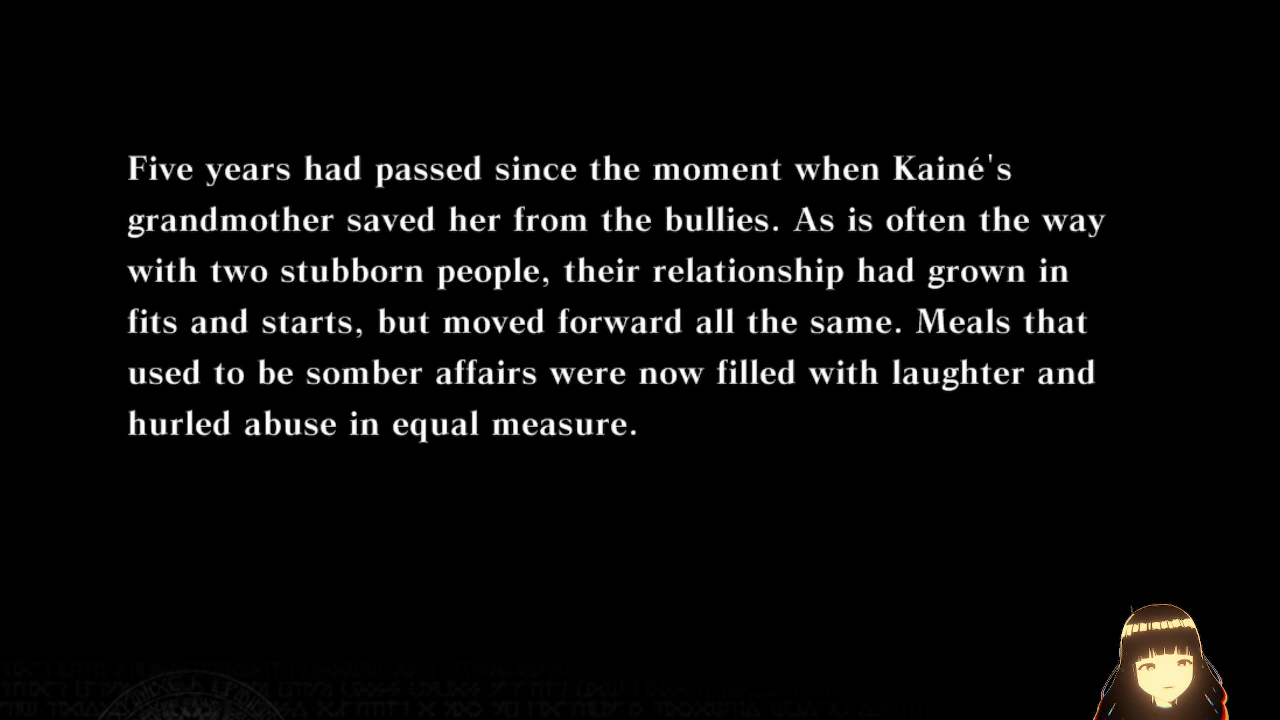 Five years had passed since the moment when Kainé's
grandmother saved her from the bullies. As is often the way
with two stubborn people, their relationship had grown in
fits and starts, but moved forward all the same. Meals that
used to be somber affairs were now filled with laughter and
hurled abuse in equal measure.